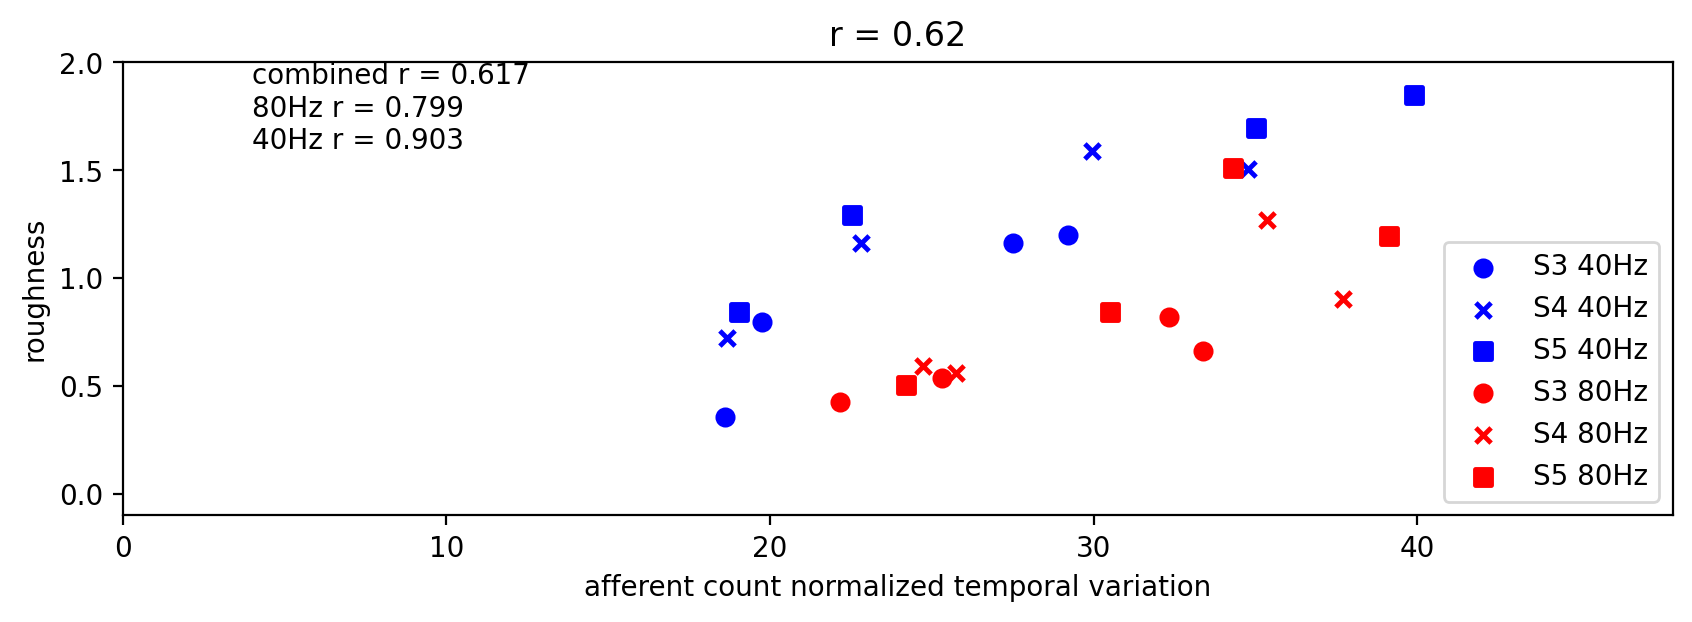 r = 0.62
combined r = 0.617
80Hz r = 0.799
40Hz r = 0.903
2.0
1.5
1.0
0.5
0.0
roughness
S3 40Hz
S4 40Hz
S5 40Hz
S3 80Hz
S4 80Hz
S5 80Hz
0 10 20 30 40
afferent count normalized temporal variation